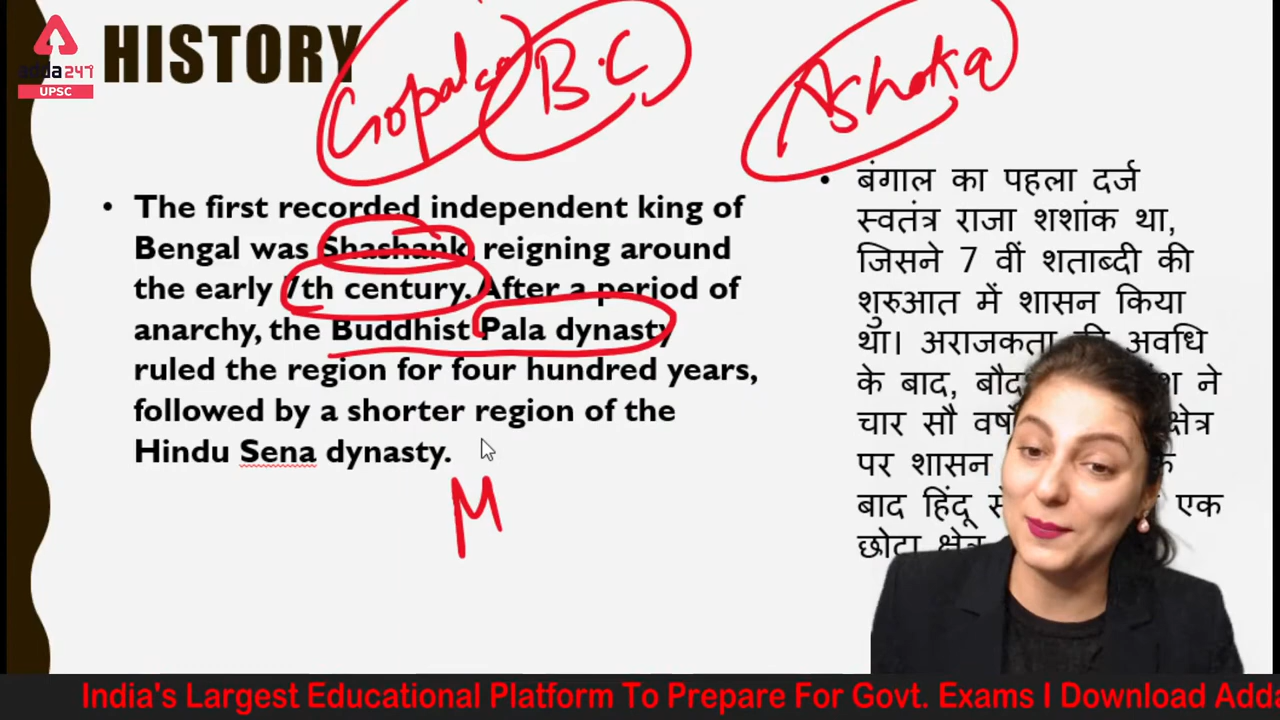 HISTORY
adda247
UPSC
Gopala
B.C
Ashoka
The first recorded independent king of
Bengal was Shashank, reigning around
the early 7th century. After a period of
anarchy, the Buddhist Pala dynasty
ruled the region for four hundred years,
followed by a shorter region of the
Hindu Sena dynasty.
M
बंगाल का पहला दर्ज
स्वतंत्र राजा शशांक था,
जिसने 7 वीं शताब्दी की
शुरुआत में शासन किया
था। अराजकता की अवधि
के बाद, ने
चार सौ क्षेत्र
पर शासन
बाद हिंदू एक
छोटा क्षेत्र
India's Largest Educational Platform To Prepare For Govt. Exams I Download Adda